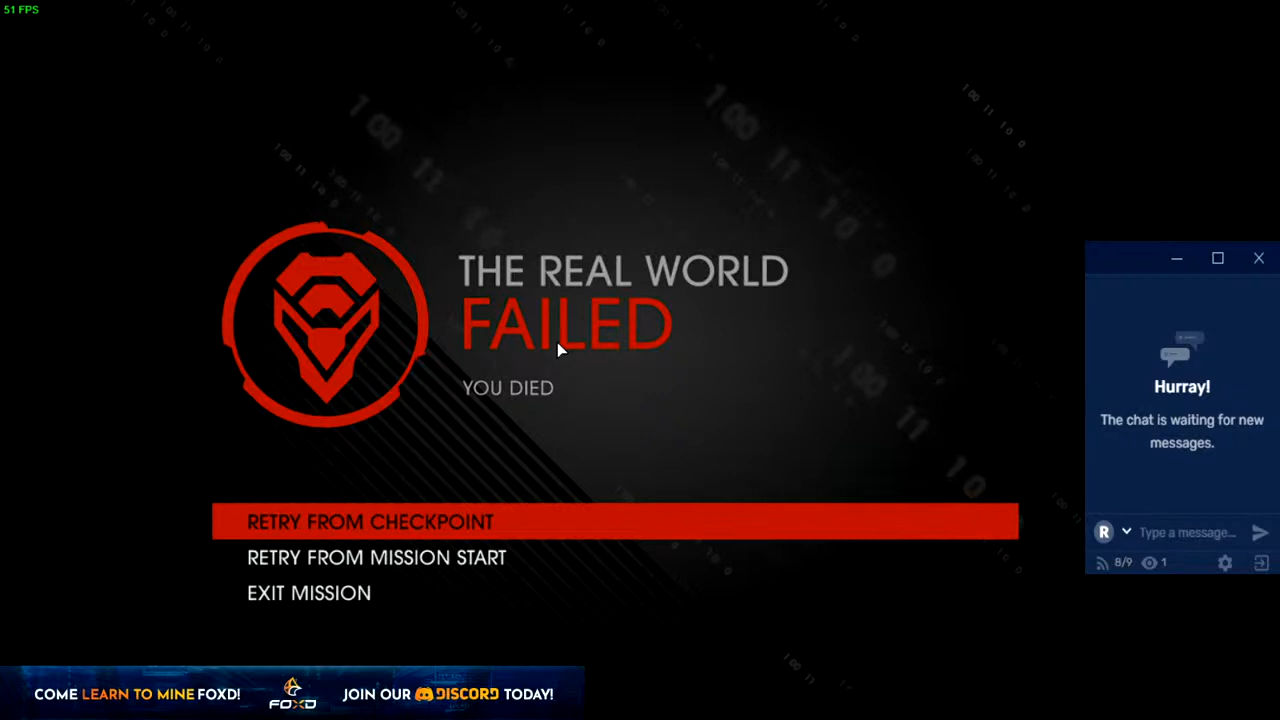 51 FPS
THE REAL WORLD
FAILED
YOU DIED
RETRY FROM CHECKPOINT
RETRY FROM MISSION START
EXIT MISSION
Hurray!
The chat is waiting for new
messages.
R
Type a message...
8/9
1
COME LEARN TO MINE FOXD!
FOXD
JOIN OUR DISCORD TODAY!